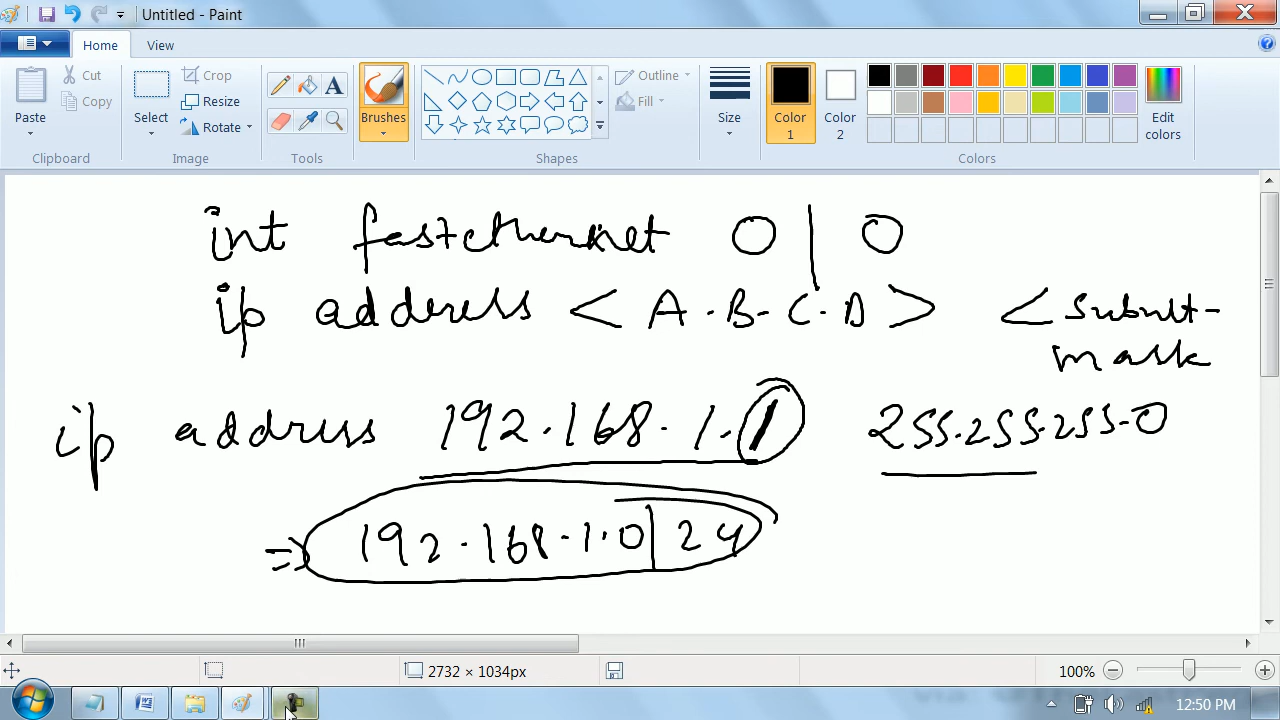 Untitled - Paint
Home View
Paste
Cut
Copy
Clipboard
Select
Crop
Resize
Rotate
Image
Tools
Brushes
Shapes
Outline
Fill
Size
Color 1
Color 2
Edit colors
Colors
int fastethernet 0 | 0
ip address < A.B.C.D > < Subnet-
mask
ip address 192.168.1.1 255.255.255.0
=> 192.168.1.0|24
2732 × 1034px
100%
12:50 PM